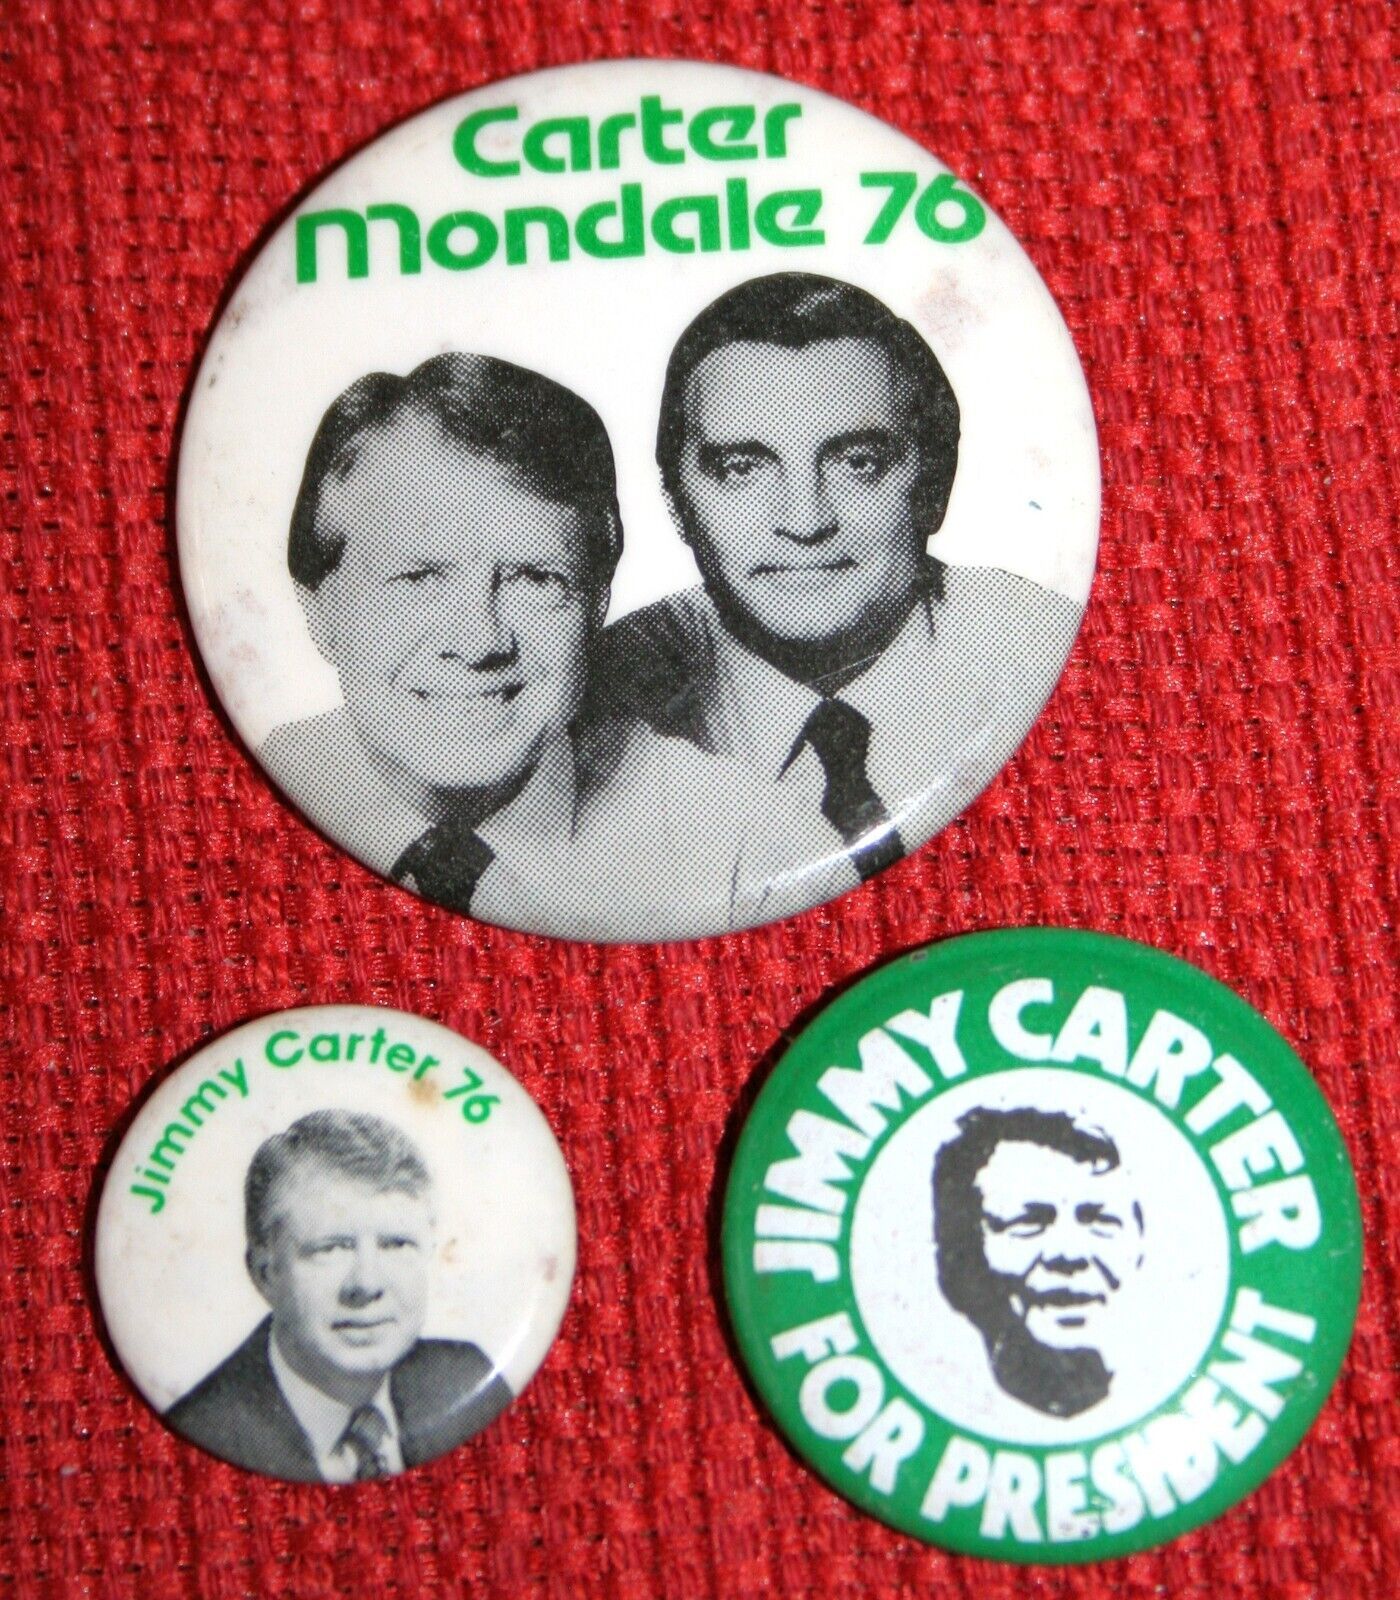 Carter
Mondale 76
Jimmy Carter 76
JIMMY CARTER
FOR PRESIDENT